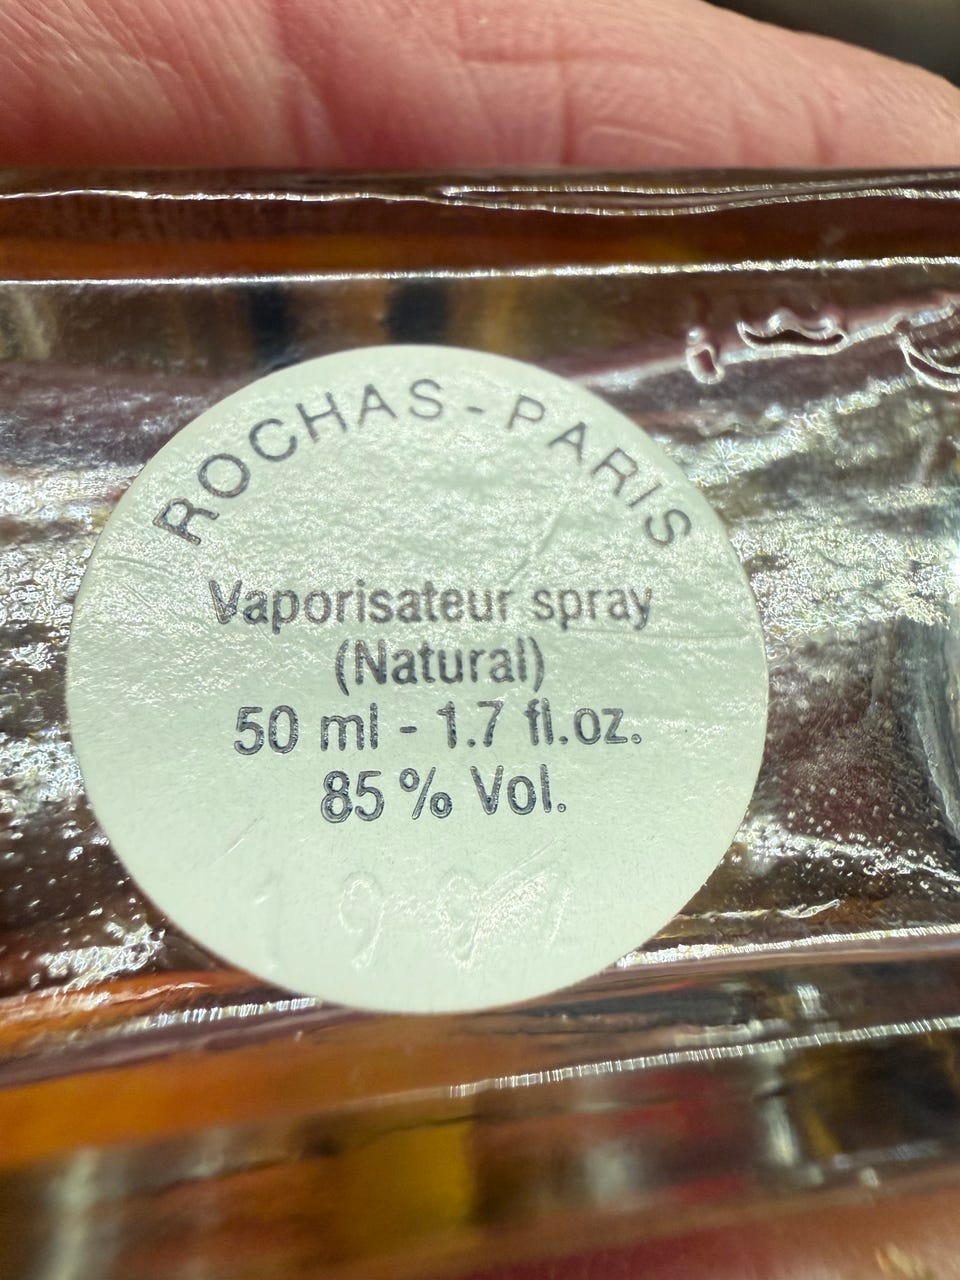 ROCHAS - PARIS
Vaporisateur spray
(Natural)
50 ml - 1.7 fl.oz.
85 % Vol.